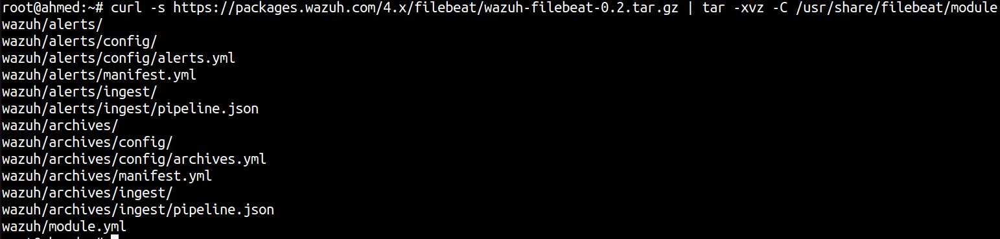 root@ahmed:~# curl -s https://packages.wazuh.com/4.x/filebeat/wazuh-filebeat-0.2.tar.gz | tar -xvz -C /usr/share/filebeat/module
wazuh/alerts/
wazuh/alerts/config/
wazuh/alerts/config/alerts.yml
wazuh/alerts/manifest.yml
wazuh/alerts/ingest/
wazuh/alerts/ingest/pipeline.json
wazuh/archives/
wazuh/archives/config/
wazuh/archives/config/archives.yml
wazuh/archives/manifest.yml
wazuh/archives/ingest/
wazuh/archives/ingest/pipeline.json
wazuh/module.yml